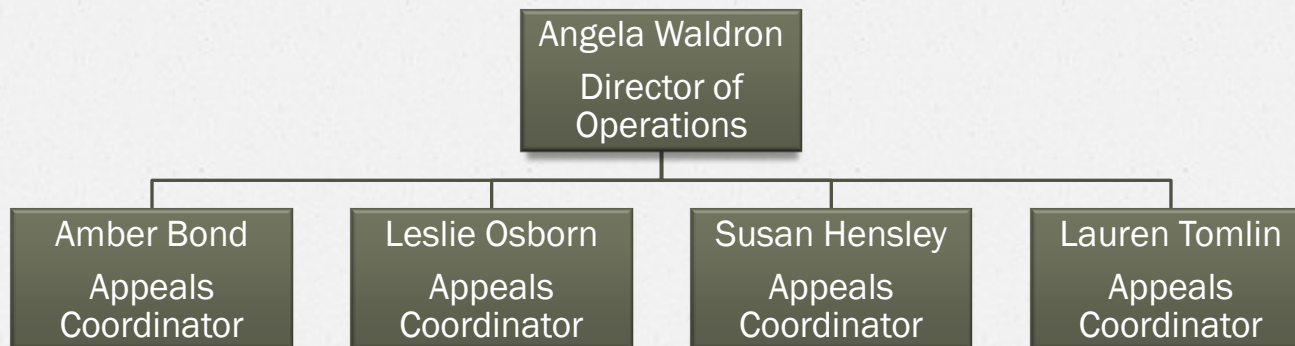 Angela Waldron
Director of
Operations
Amber Bond
Appeals
Coordinator
Leslie Osborn
Appeals
Coordinator
Susan Hensley
Appeals
Coordinator
Lauren Tomlin
Appeals
Coordinator